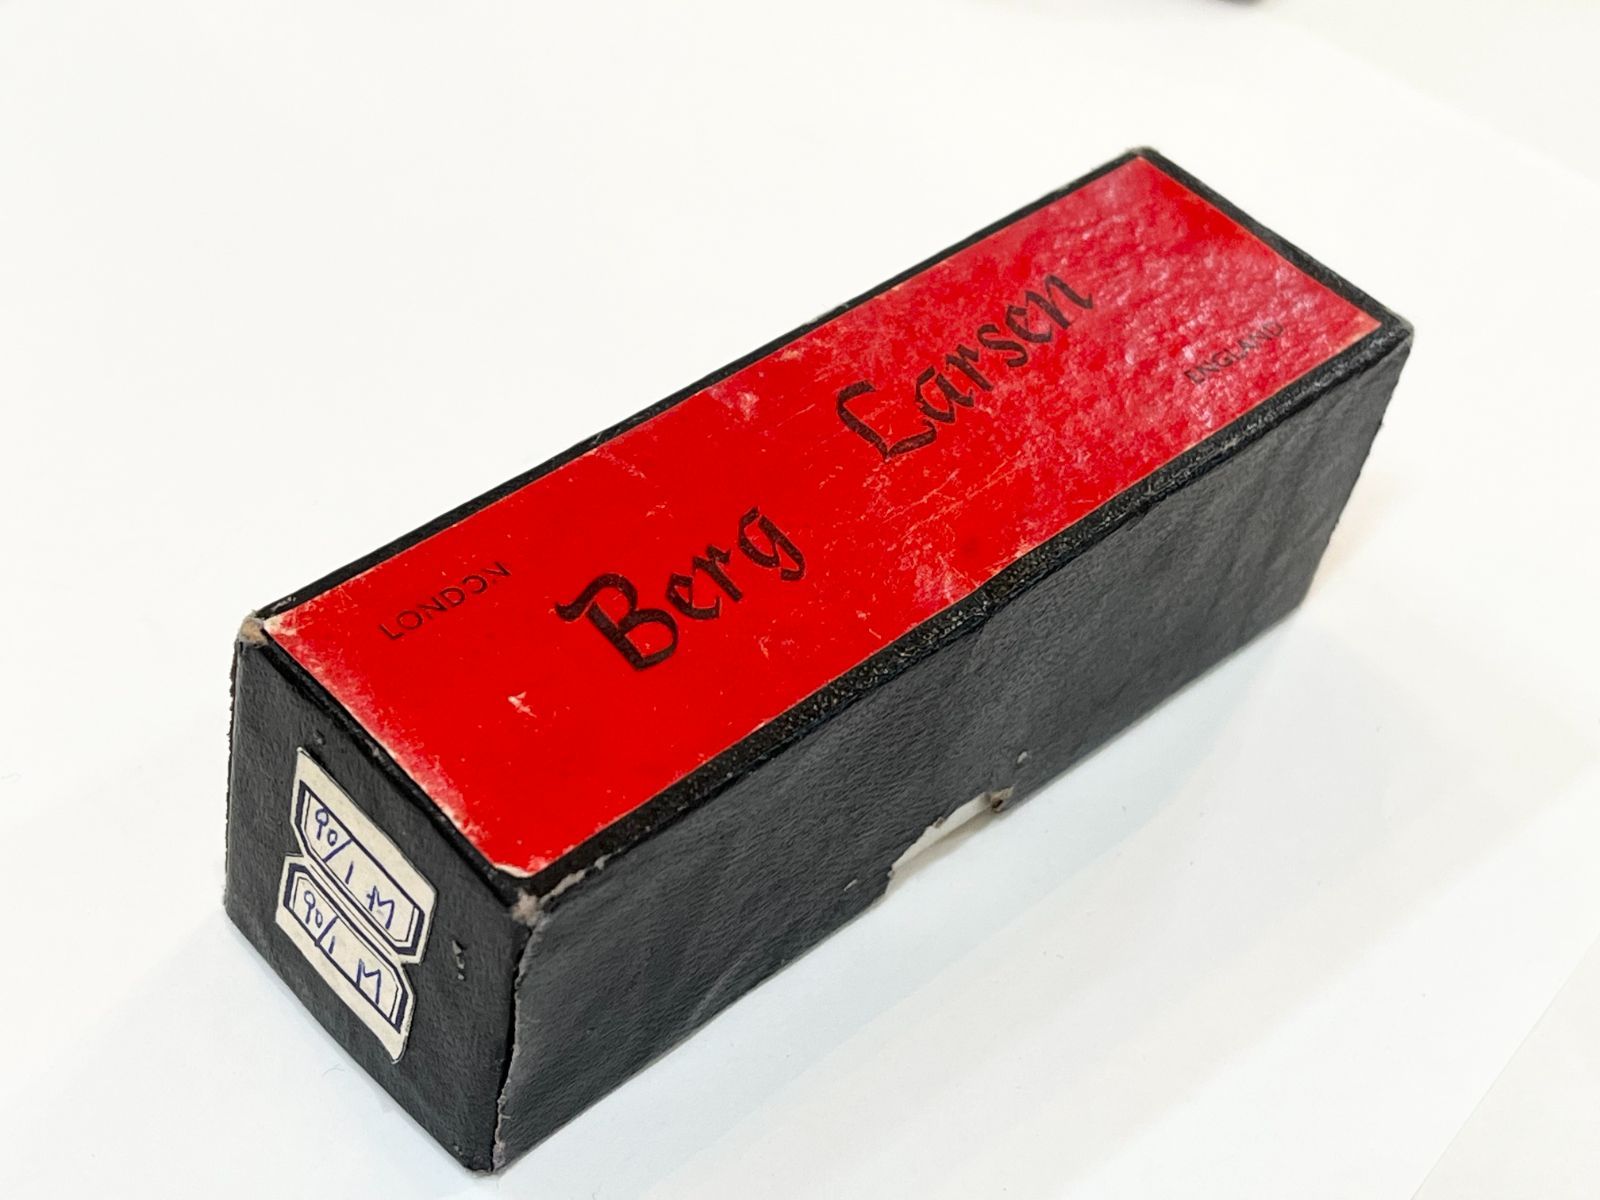 LONDON
Berg Larsen
ENGLAND
90/1 M
90/1 M